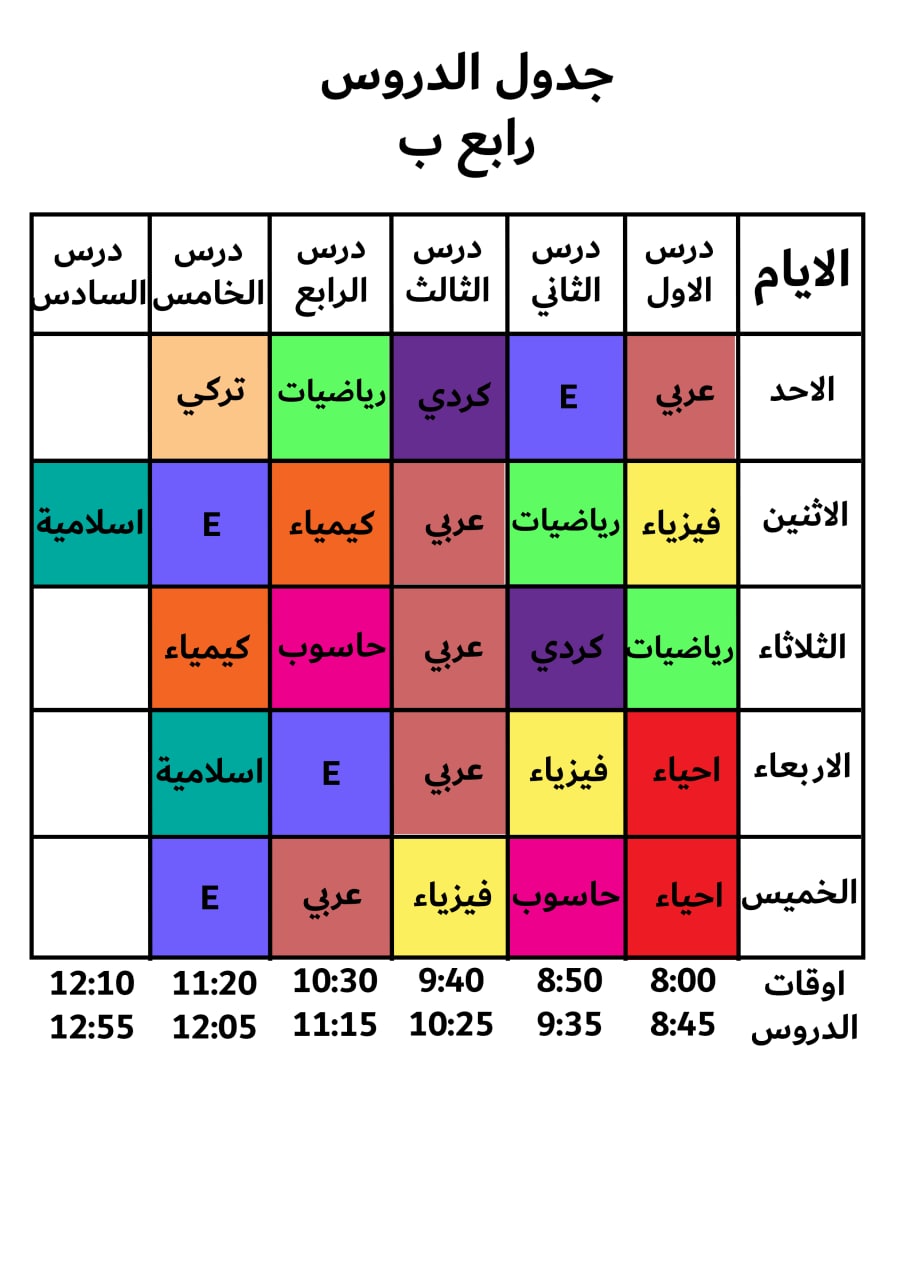 جدول الدروس
رابع ب
الايام درس الاول درس الثاني درس الثالث درس الرابع درس الخامس درس السادس
الاحد عربي E كردي رياضيات تركي
الاثنين فيزياء رياضيات عربي كيمياء E اسلامية
الثلاثاء رياضيات كردي عربي حاسوب كيمياء
الاربعاء احياء فيزياء عربي E اسلامية
الخميس احياء حاسوب فيزياء عربي E
اوقات 8:00 8:50 9:40 10:30 11:20 12:10
الدروس 8:45 9:35 10:25 11:15 12:05 12:55